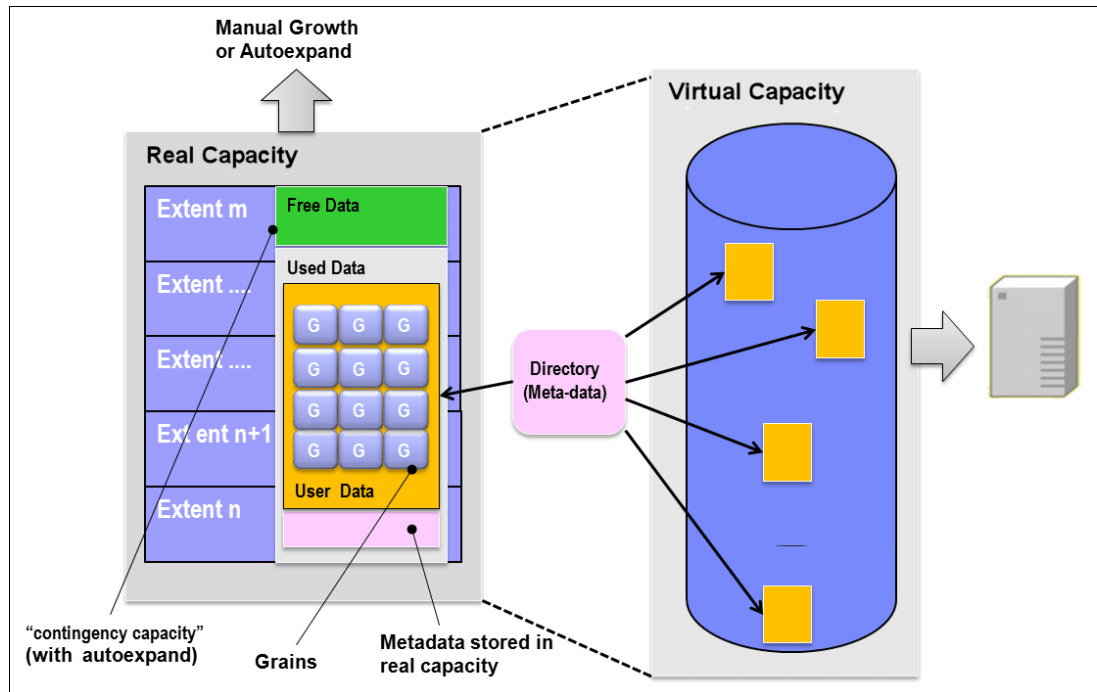 Manual Growth
or Autoexpand
Real Capacity
Extent m
Extent ....
Extent ....
Ext ent n+1
Extent n
Free Data
Used Data
G G G
G G G
G G G
G G G
User Data
Directory
(Meta-data)
Virtual Capacity
“contingency capacity”
(with autoexpand)
Grains
Metadata stored in
real capacity